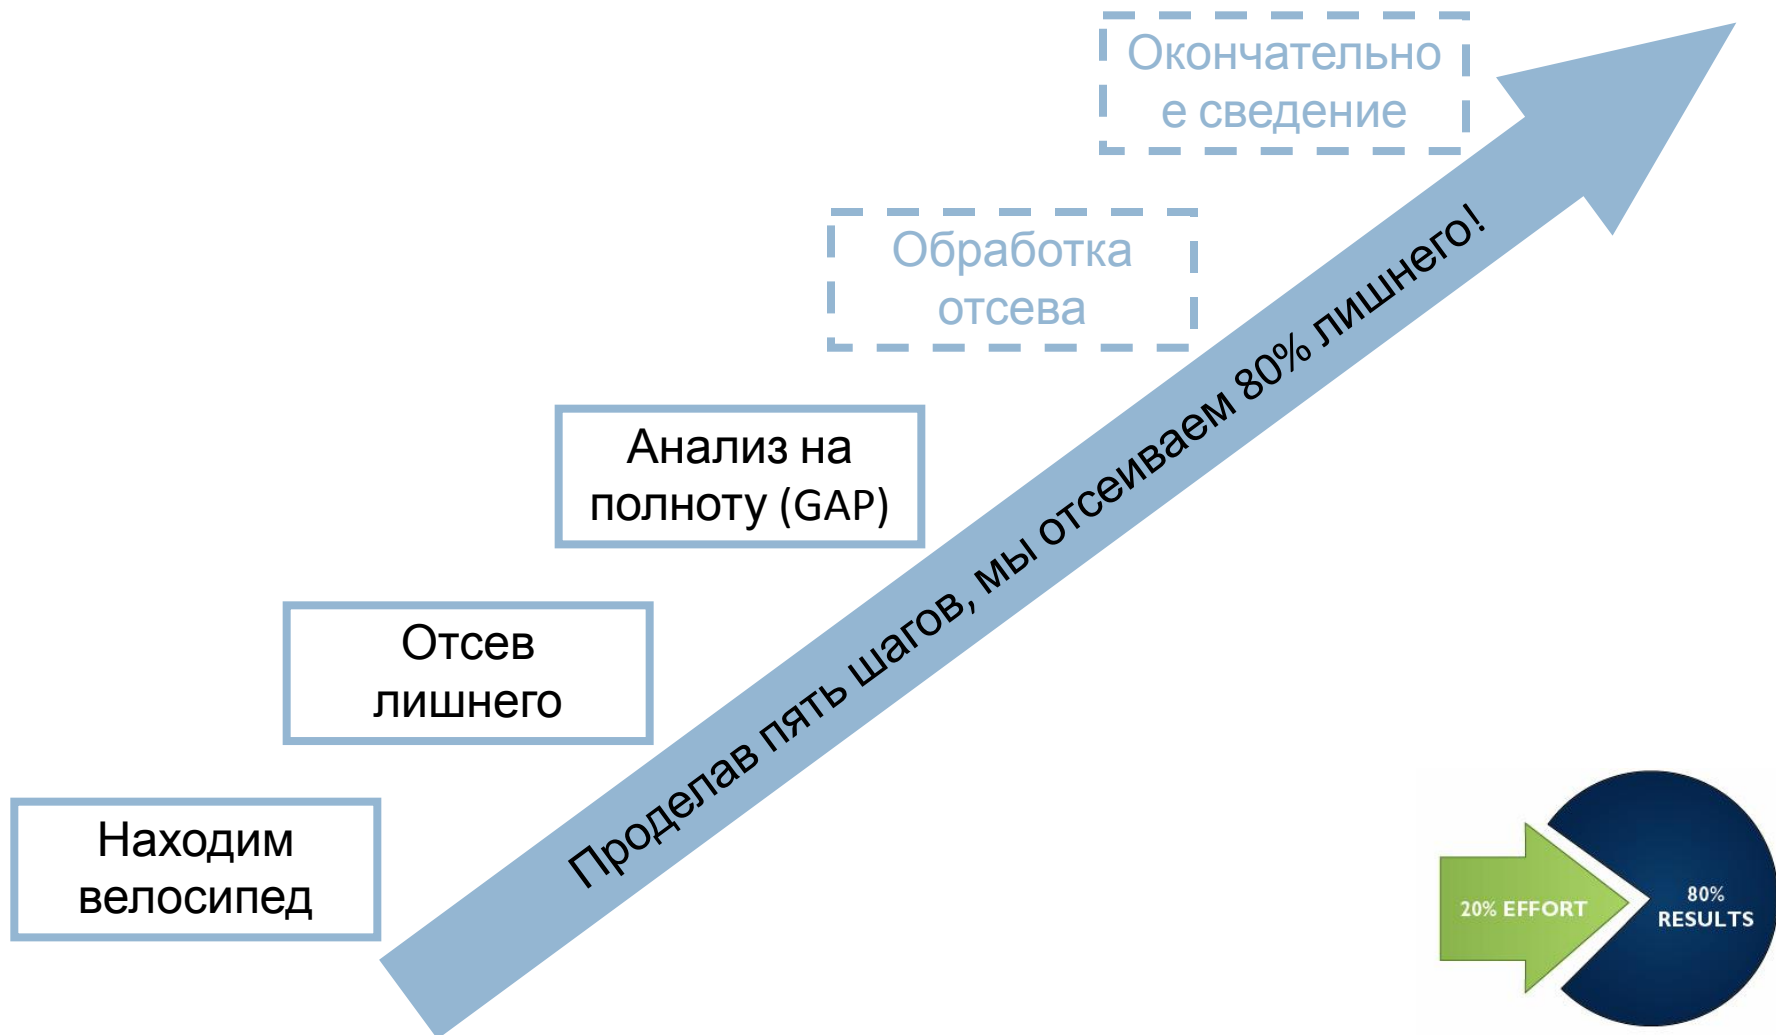 Окончательно
е сведение
Обработка
отсева
Анализ на
полноту (GAP)
Отсев
лишнего
Находим
велосипед
Проделав пять шагов, мы отсеиваем 80% лишнего!
20% EFFORT
80%
RESULTS